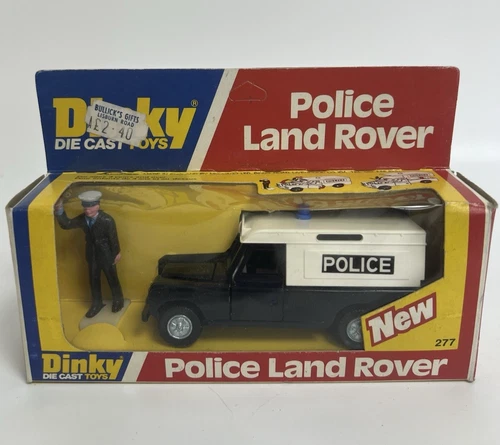 Dinky®
DIE CAST TOYS
BULLICK'S GIFTS
LISBURN ROAD
£2.40
Police
Land Rover
POLICE
New
277
Dinky
DIE CAST TOYS
Police Land Rover